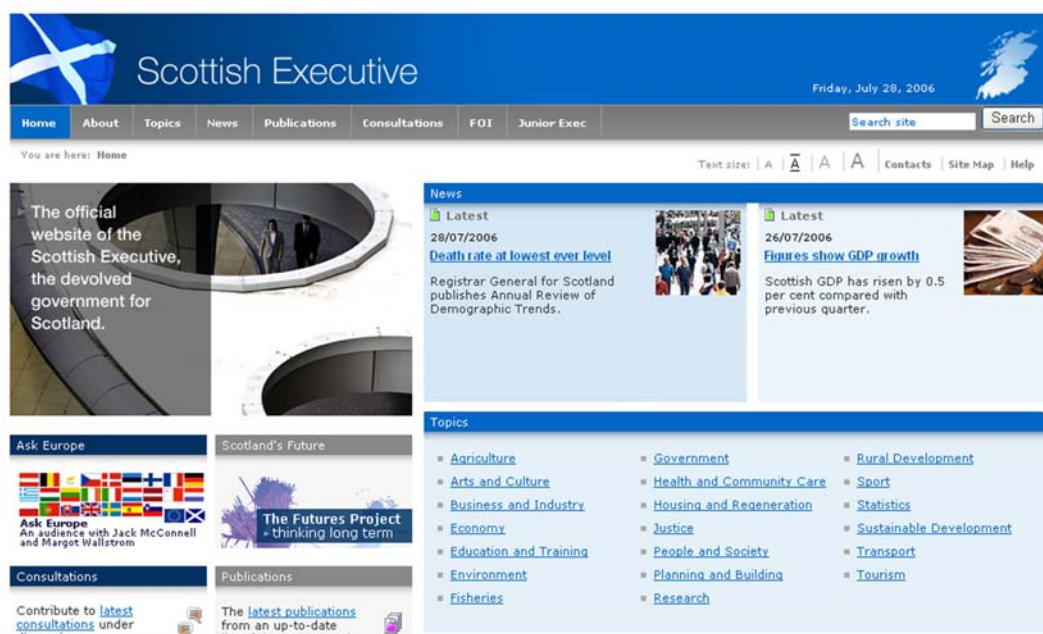 Scottish Executive
Friday, July 28, 2006
Home About Topics News Publications Consultations FOI Junior Exec
Search site Search
You are here: Home
Text size: A A A A Contacts Site Map Help
The official
website of the
Scottish Executive,
the devolved
government for
Scotland.
News
Latest
28/07/2006
Death rate at lowest ever level
Registrar General for Scotland
publishes Annual Review of
Demographic Trends.
Latest
26/07/2006
Figures show GDP growth
Scottish GDP has risen by 0.5
per cent compared with
previous quarter.
Ask Europe
Ask Europe
An audience with Jack McConnell
and Margot Wallstrom
Scotland's Future
The Futures Project
thinking long term
Consultations
Contribute to latest
consultations under
Publications
The latest publications
from an up-to-date
Topics
Agriculture
Arts and Culture
Business and Industry
Economy
Education and Training
Environment
Fisheries
Government
Health and Community Care
Housing and Regeneration
Justice
People and Society
Planning and Building
Research
Rural Development
Sport
Statistics
Sustainable Development
Transport
Tourism